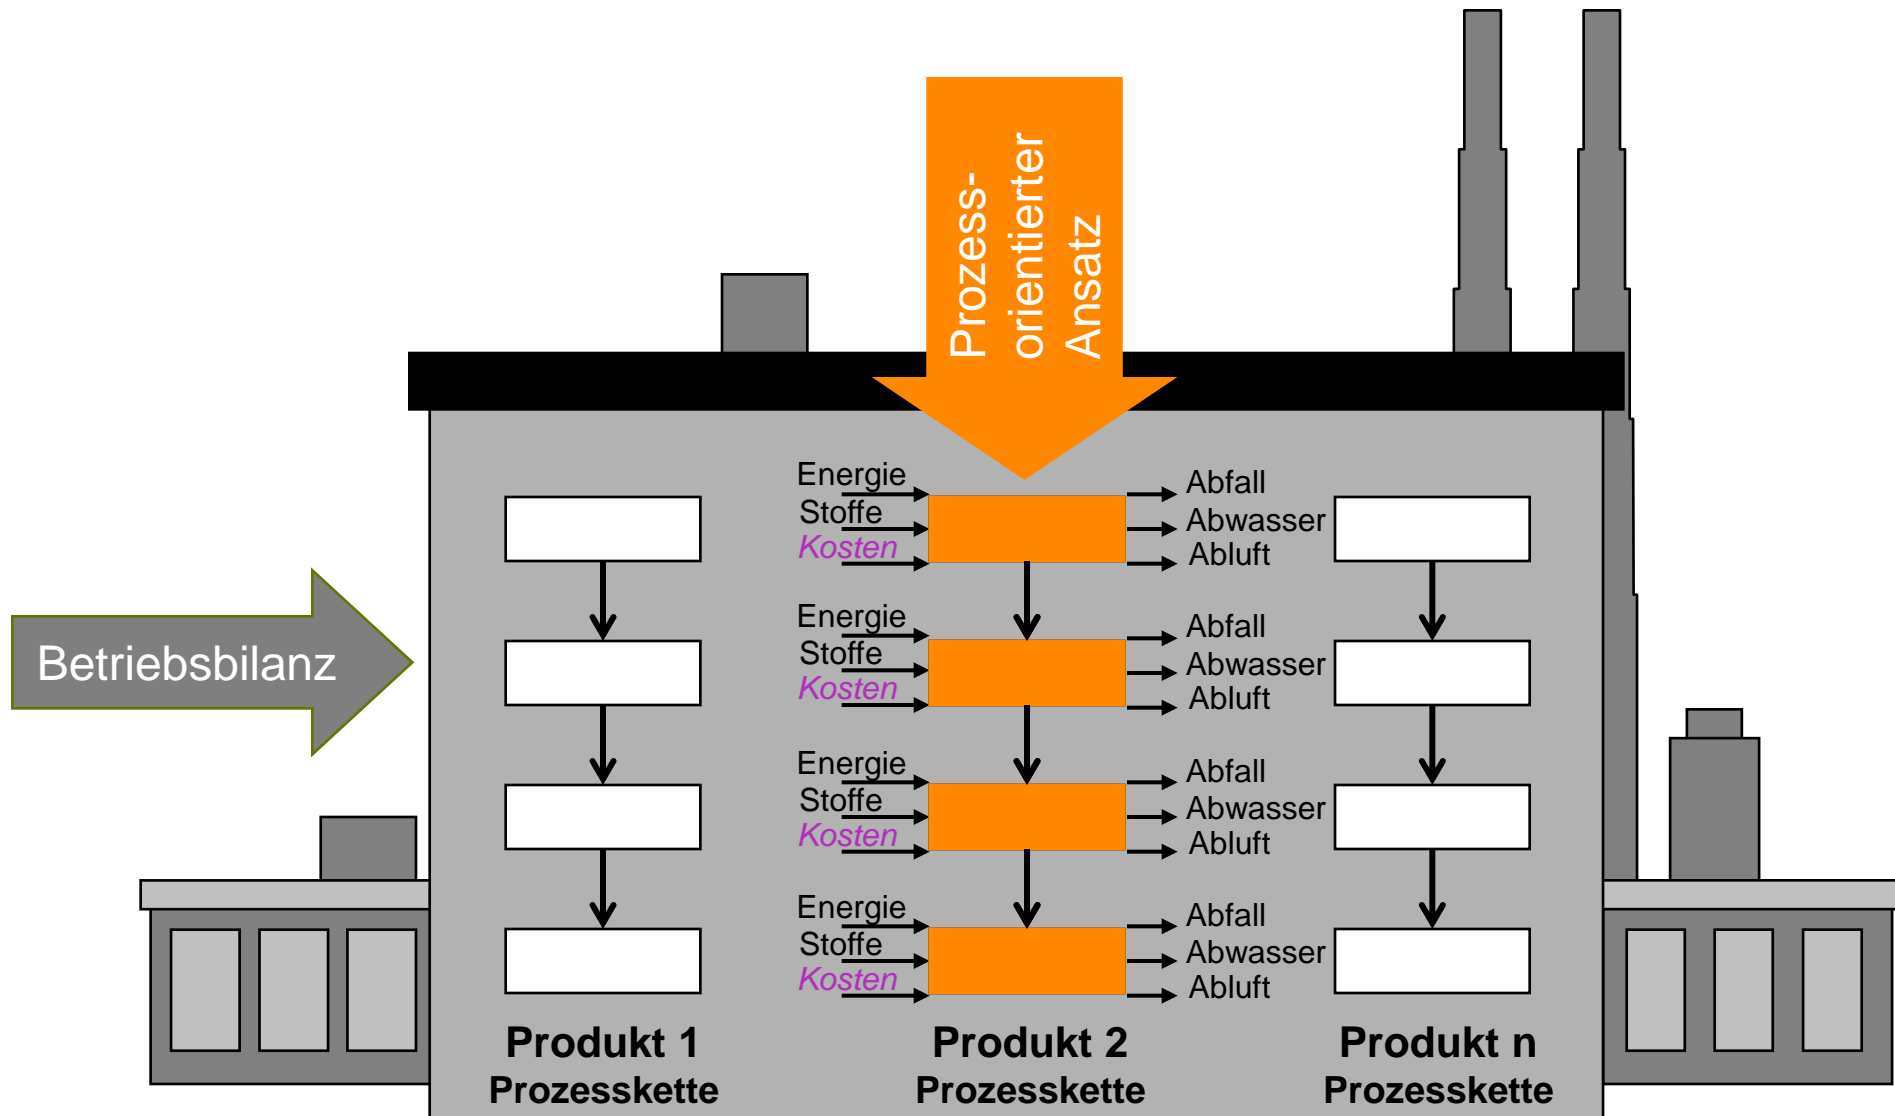 Prozess-
orientierter
Ansatz
Betriebsbilanz
Energie
Stoffe
Kosten
Abfall
Abwasser
Abluft
Energie
Stoffe
Kosten
Abfall
Abwasser
Abluft
Energie
Stoffe
Kosten
Abfall
Abwasser
Abluft
Energie
Stoffe
Kosten
Abfall
Abwasser
Abluft
Produkt 1
Prozesskette
Produkt 2
Prozesskette
Produkt n
Prozesskette